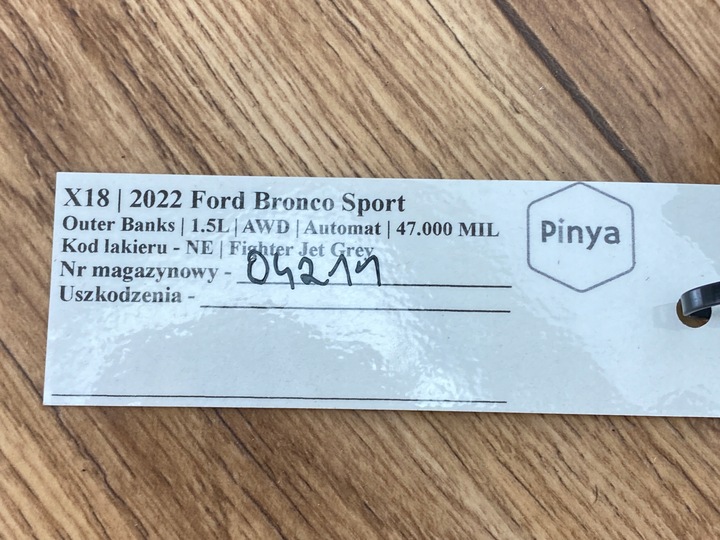 X18 | 2022 Ford Bronco Sport
Outer Banks | 1.5L | AWD | Automat | 47.000 MIL
Kod lakieru - NE | Fighter Jet Grey
Nr magazynowy - 04211
Uszkodzenia -
Pinya